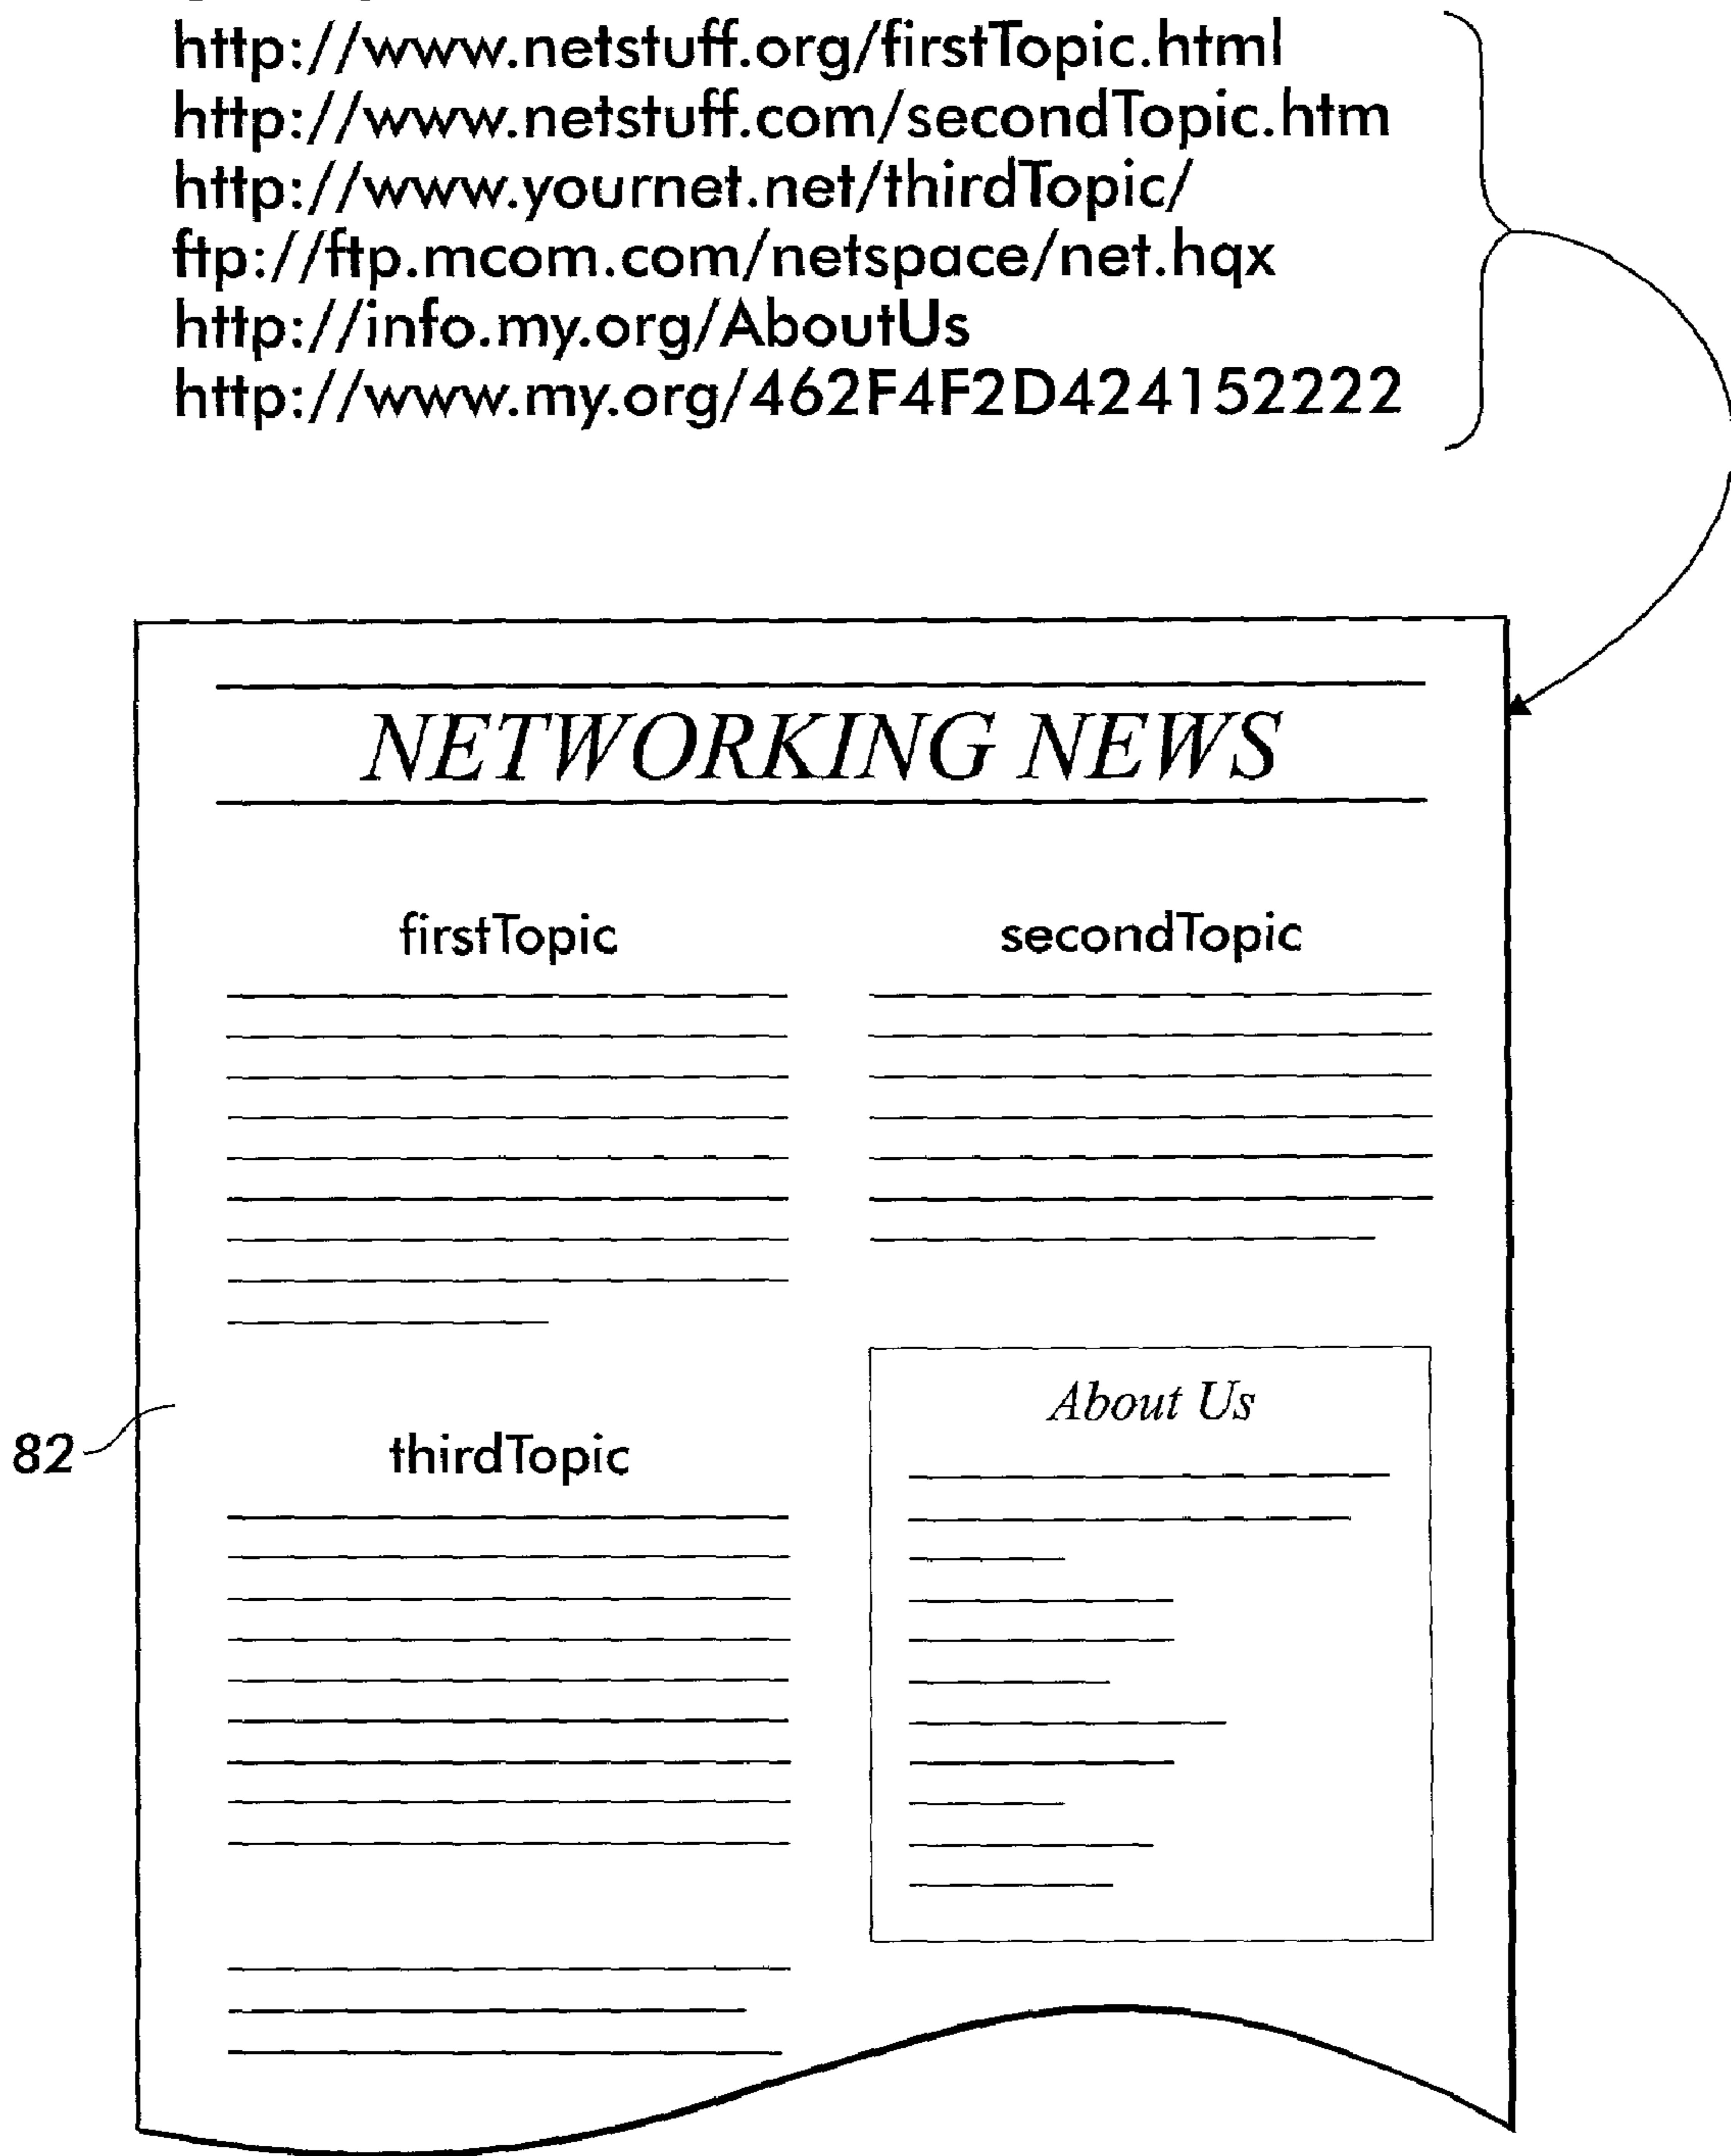 http://www.netstuff.org/firstTopic.html
http://www.netstuff.com/secondTopic.htm
http://www.yournet.net/thirdTopic/
ftp://ftp.mcom.com/netspace/net.hqx
http://info.my.org/AboutUs
http://www.my.org/462F4F2D424152222
NETWORKING NEWS
firstTopic
secondTopic
About Us
82
thirdTopic